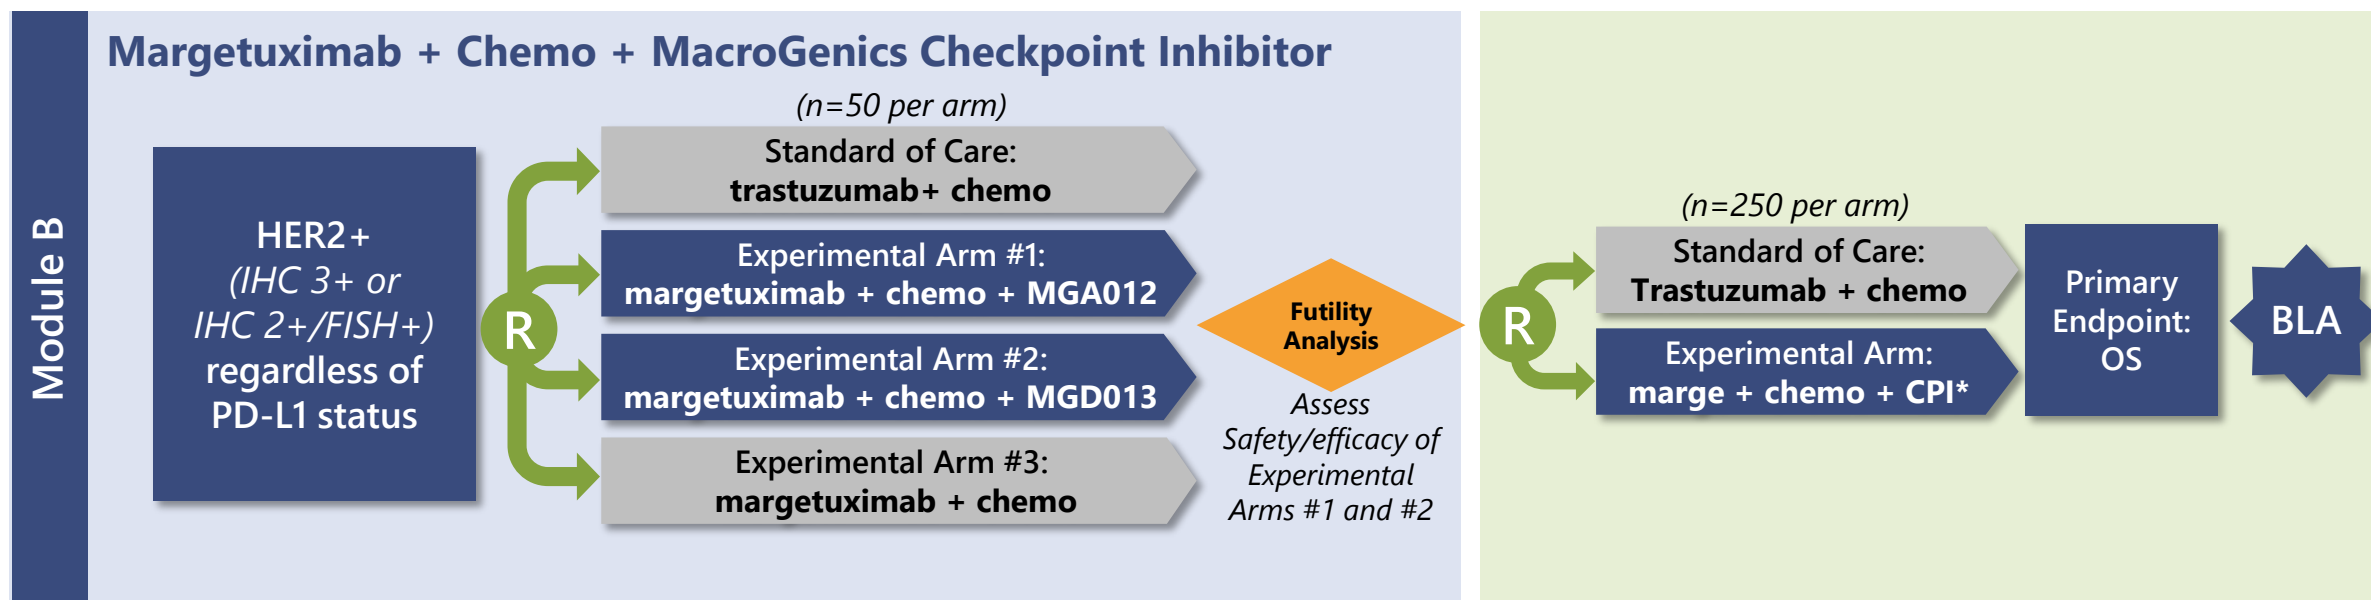 Module B
Margetuximab + Chemo + MacroGenics Checkpoint Inhibitor
(n=50 per arm)
HER2+
(IHC 3+ or
IHC 2+/FISH+)
regardless of
PD-L1 status
R
Standard of Care:
trastuzumab+ chemo
Experimental Arm #1:
margetuximab + chemo + MGA012
Experimental Arm #2:
margetuximab + chemo + MGD013
Experimental Arm #3:
margetuximab + chemo
Futility
Analysis
Assess
Safety/efficacy of
Experimental
Arms #1 and #2
R
(n=250 per arm)
Standard of Care:
Trastuzumab + chemo
Experimental Arm:
marge + chemo + CPI*
Primary
Endpoint:
OS
BLA